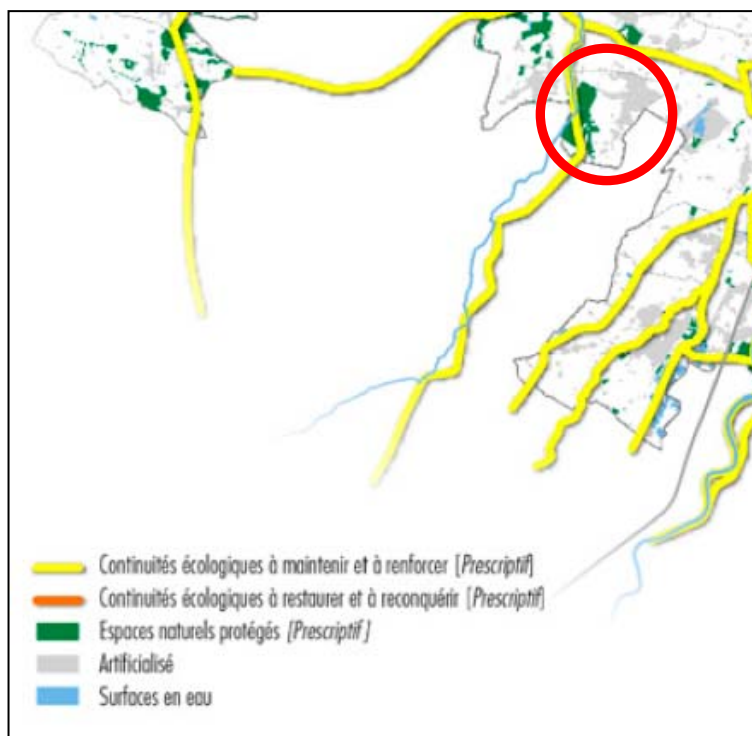 Continuités écologiques à maintenir et à renforcer [Prescriptif]
Continuités écologiques à restaurer et à reconquérir [Prescriptif]
Espaces naturels protégés [Prescriptif]
Artificialisé
Surfaces en eau